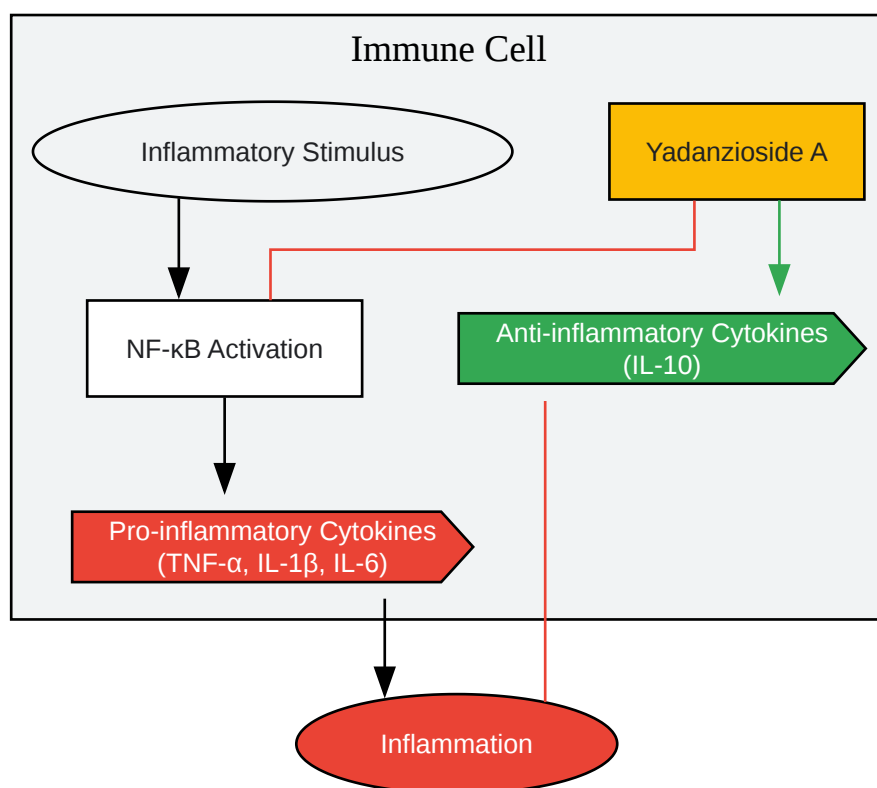 Immune Cell
Inflammatory Stimulus
Yadanzioside A
NF-κB Activation
Anti-inflammatory Cytokines
(IL-10)
Pro-inflammatory Cytokines
(TNF-α, IL-1β, IL-6)
Inflammation